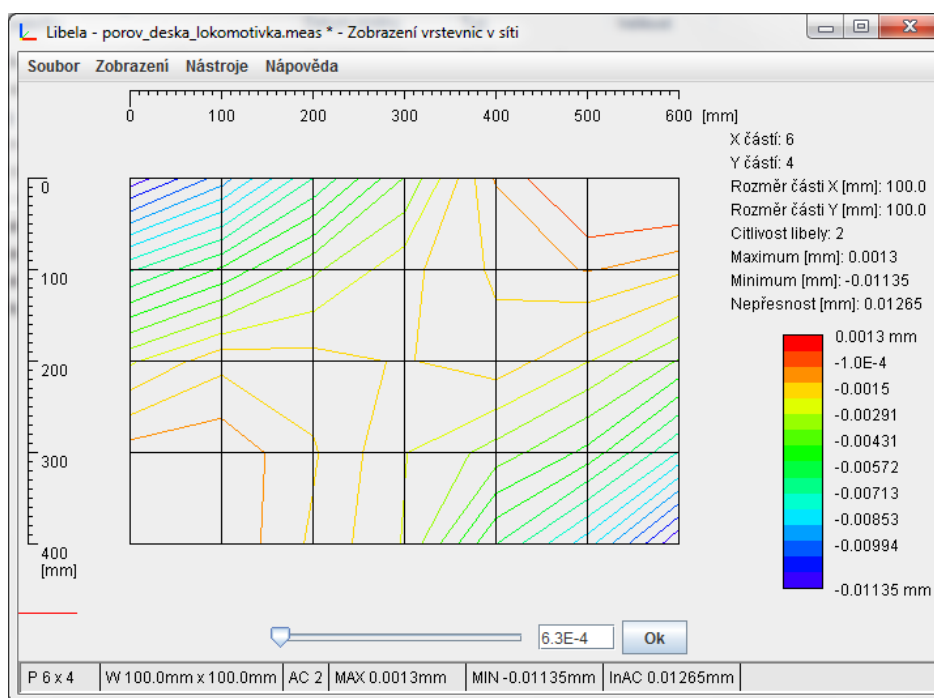 Libela - porov_deska_lokomotivka.meas * - Zobrazení vrstevnic v síti
Soubor Zobrazení Nástroje Nápověda
0 100 200 300 400 500 600 [mm]
0
100
200
300
400
[mm]
X částí: 6
Y částí: 4
Rozměr části X [mm]: 100.0
Rozměr části Y [mm]: 100.0
Citlivost libely: 2
Maximum [mm]: 0.0013
Minimum [mm]: -0.01135
Nepřesnost [mm]: 0.01265
0.0013 mm
-1.0E-4
-0.0015
-0.00291
-0.00431
-0.00572
-0.00713
-0.00853
-0.00994
-0.01135 mm
6.3E-4 Ok
P 6 x 4 W 100.0mm x 100.0mm AC 2 MAX 0.0013mm MIN -0.01135mm InAC 0.01265mm